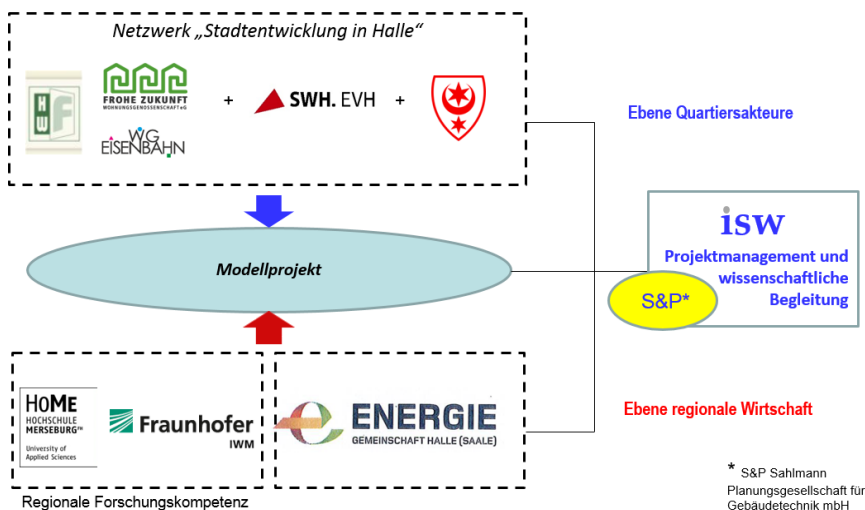 Netzwerk „Stadtentwicklung in Halle“
H F W
FROHE ZUKUNFT
WOHNUNGSGENOSSENSCHAFT eG
+
SWH. EVH
+
WG
EISENBAHN
Ebene Quartiersakteure
isw
Projektmanagement und
wissenschaftliche
Begleitung
S&P*
Modellprojekt
HoMe
HOCHSCHULE
MERSEBURG
University of
Applied Sciences
Fraunhofer
IWM
ENERGIE
GEMEINSCHAFT HALLE (SAALE)
Ebene regionale Wirtschaft
Regionale Forschungskompetenz
* S&P Sahlmann
Planungsgesellschaft für
Gebäudetechnik mbH